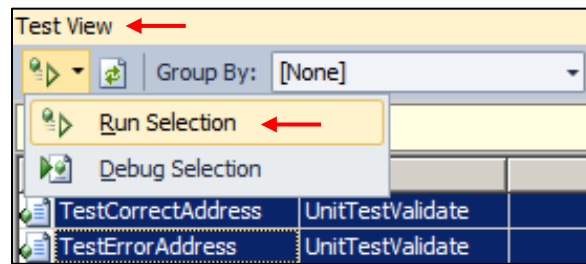 Test View
Group By: [None]
Run Selection
Debug Selection
TestCorrectAddress UnitTestValidate
TestErrorAddress UnitTestValidate